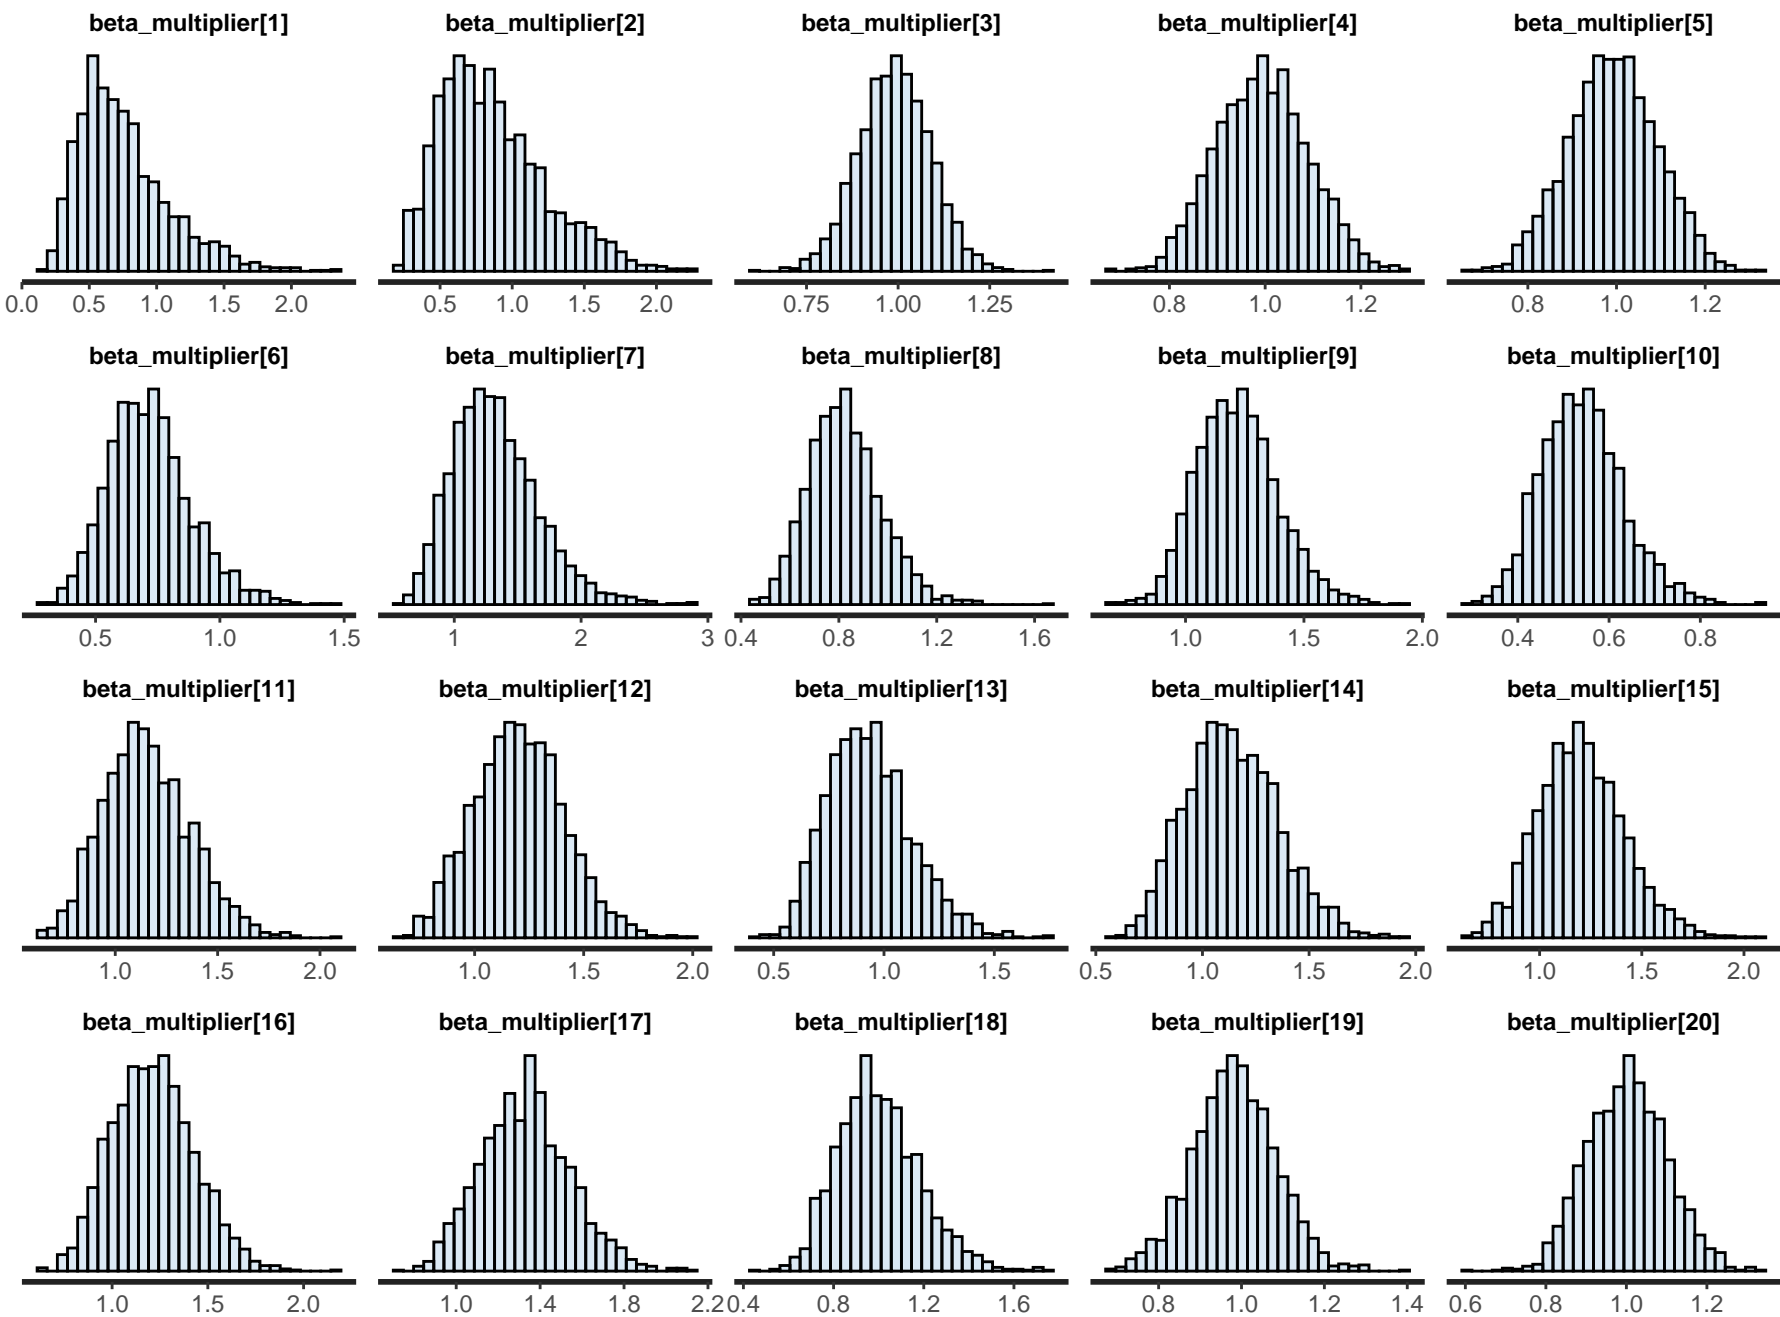 beta_multiplier[1] beta_multiplier[2] beta_multiplier[3] beta_multiplier[4] beta_multiplier[5]
0.0 0.5 1.0 1.5 2.0 0.5 1.0 1.5 2.0 0.75 1.00 1.25 0.8 1.0 1.2 0.8 1.0 1.2
beta_multiplier[6] beta_multiplier[7] beta_multiplier[8] beta_multiplier[9] beta_multiplier[10]
0.5 1.0 1.5 1 2 3 0.4 0.8 1.2 1.6 1.0 1.5 2.0 0.4 0.6 0.8
beta_multiplier[11] beta_multiplier[12] beta_multiplier[13] beta_multiplier[14] beta_multiplier[15]
1.0 1.5 2.0 1.0 1.5 2.0 0.5 1.0 1.5 0.5 1.0 1.5 2.0 1.0 1.5 2.0
beta_multiplier[16] beta_multiplier[17] beta_multiplier[18] beta_multiplier[19] beta_multiplier[20]
1.0 1.5 2.0 1.0 1.4 1.8 2.2 0.4 0.8 1.2 1.6 0.8 1.0 1.2 1.4 0.6 0.8 1.0 1.2